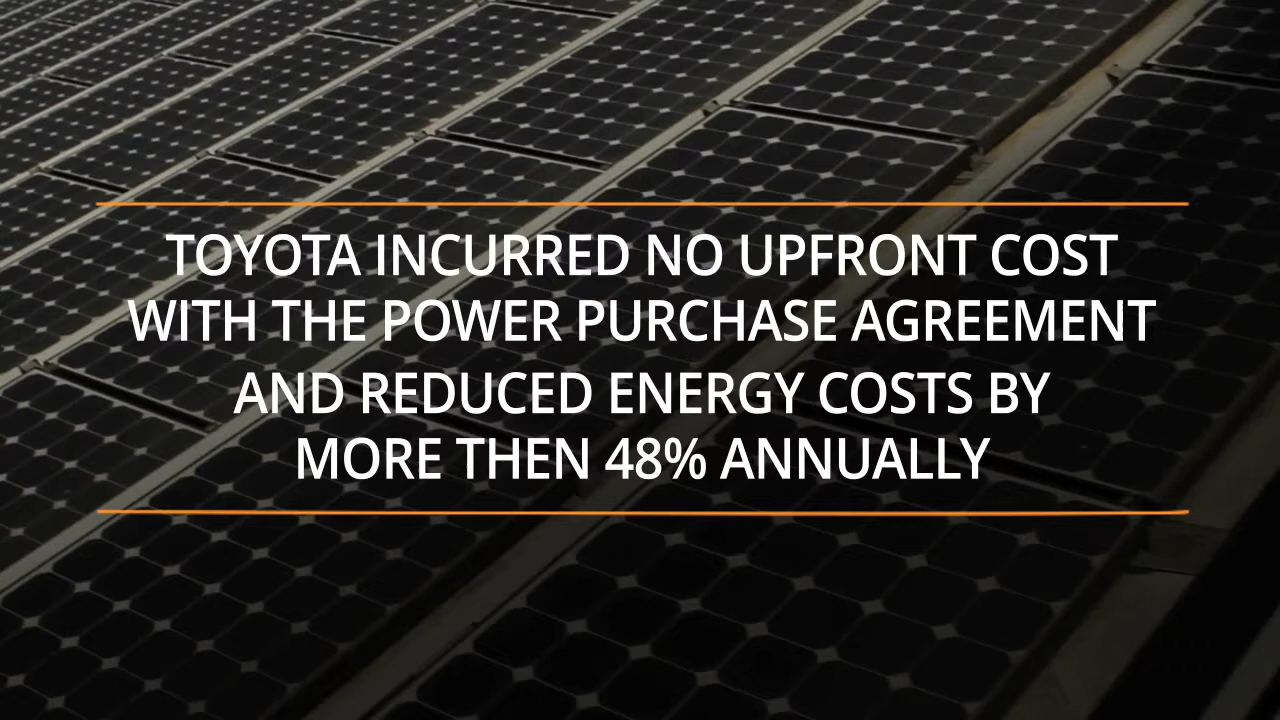 TOYOTA INCURRED NO UPFRONT COST
WITH THE POWER PURCHASE AGREEMENT
AND REDUCED ENERGY COSTS BY
MORE THEN 48% ANNUALLY